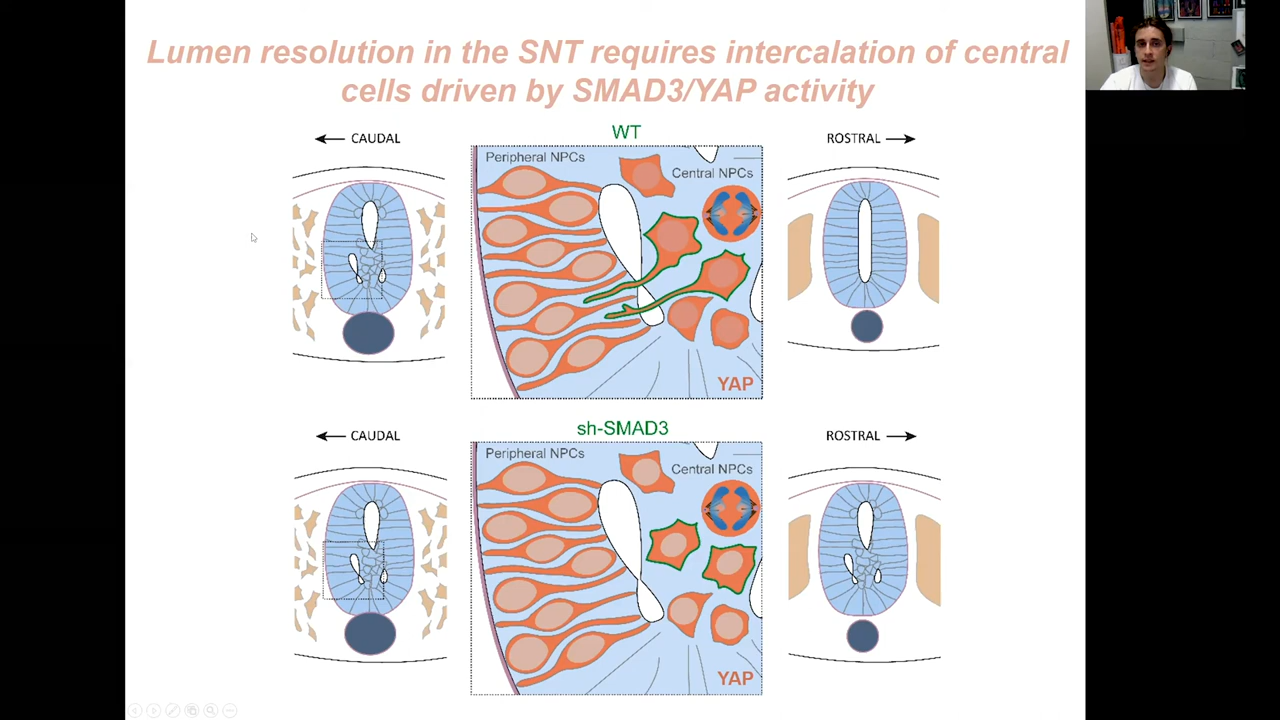 Lumen resolution in the SNT requires intercalation of central
cells driven by SMAD3/YAP activity
WT
CAUDAL
Peripheral NPCs
Central NPCs
YAP
ROSTRAL
sh-SMAD3
CAUDAL
Peripheral NPCs
Central NPCs
YAP
ROSTRAL